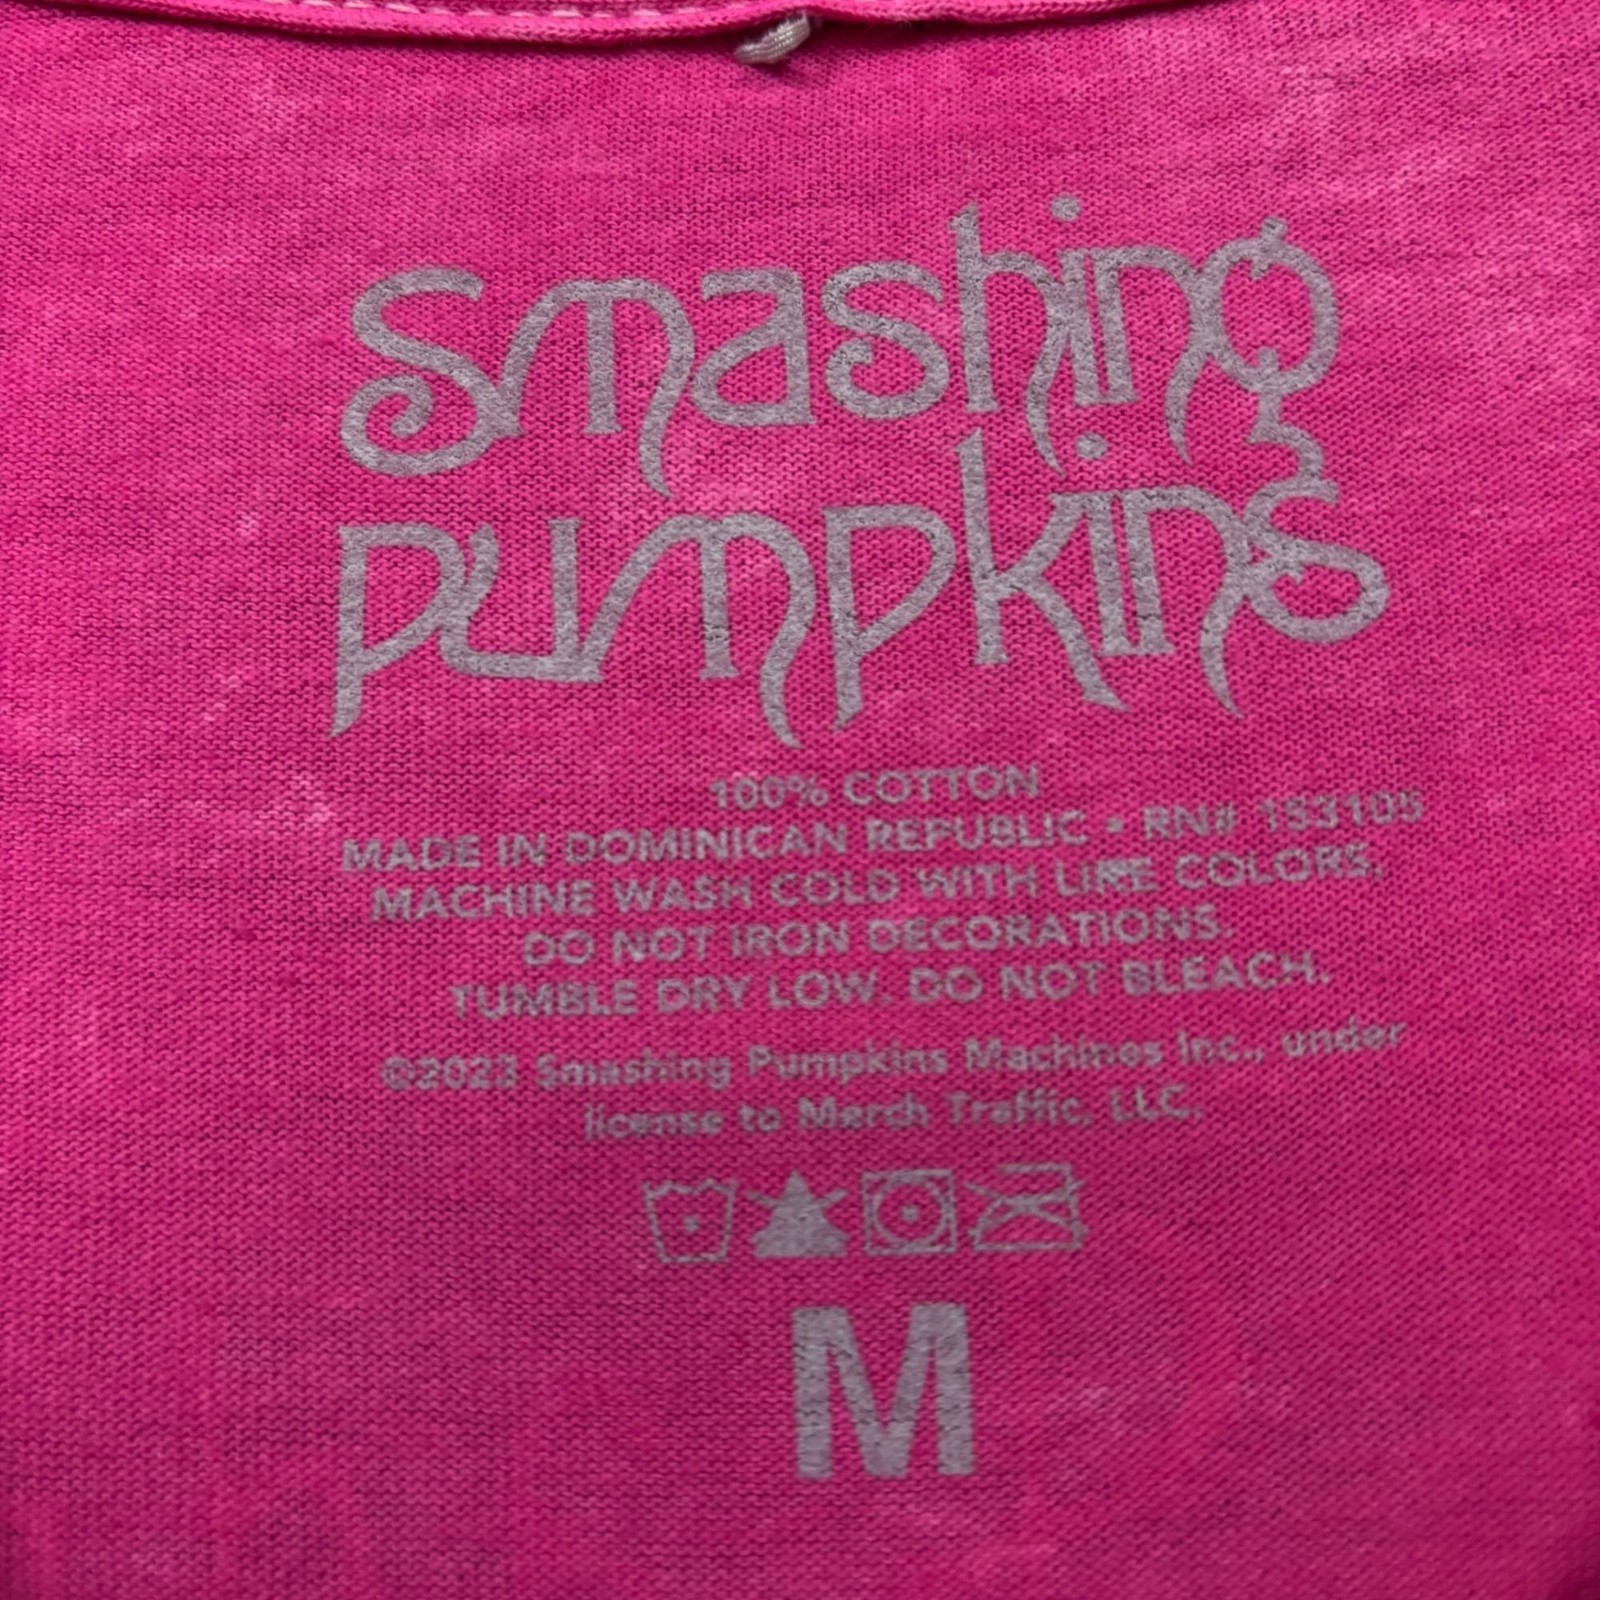 Smashing
pumpkins
100% COTTON
MADE IN DOMINICAN REPUBLIC • RN# 153105
MACHINE WASH COLD WITH LIKE COLORS.
DO NOT IRON DECORATIONS.
TUMBLE DRY LOW. DO NOT BLEACH.
©2023 Smashing Pumpkins Machines Inc., under
license to Merch Traffic, LLC.
M